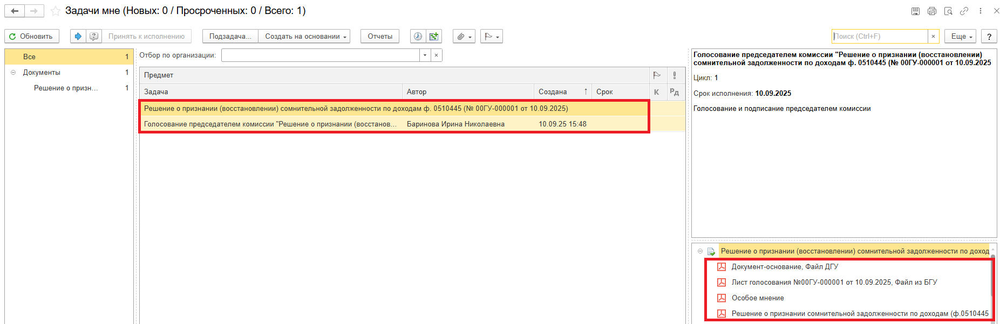 Задачи мне (Новых: 0 / Просроченных: 0 / Всего: 1)
Обновить
Принять к исполнению
Подзадача...
Создать на основании
Отчеты
Поиск (Ctrl+F)
×
Еще
?
Все 1
Документы 1
Решение о призн... 1
Отбор по организации:
×
Предмет
Задача Автор Создана ↑ Срок К Рд
Решение о признании (восстановлении) сомнительной задолженности по доходам ф. 0510445 (№ 00ГУ-000001 от 10.09.2025)
Голосование председателем комиссии "Решение о признании (восстанов... Баринова Ирина Николаевна 10.09.25 15:48
Голосование председателем комиссии "Решение о признании (восстановлении)
сомнительной задолженности по доходам ф. 0510445 (№ 00ГУ-000001 от 10.09.2025
Цикл: 1
Срок исполнения: 10.09.2025
Голосование и подписание председателем комиссии
Решение о признании (восстановлении) сомнительной задолженности по доход
Документ-основание, Файл ДГУ
Лист голосования №00ГУ-000001 от 10.09.2025, Файл из БГУ
Особое мнение
Решение о признании сомнительной задолженности по доходам (ф.0510445